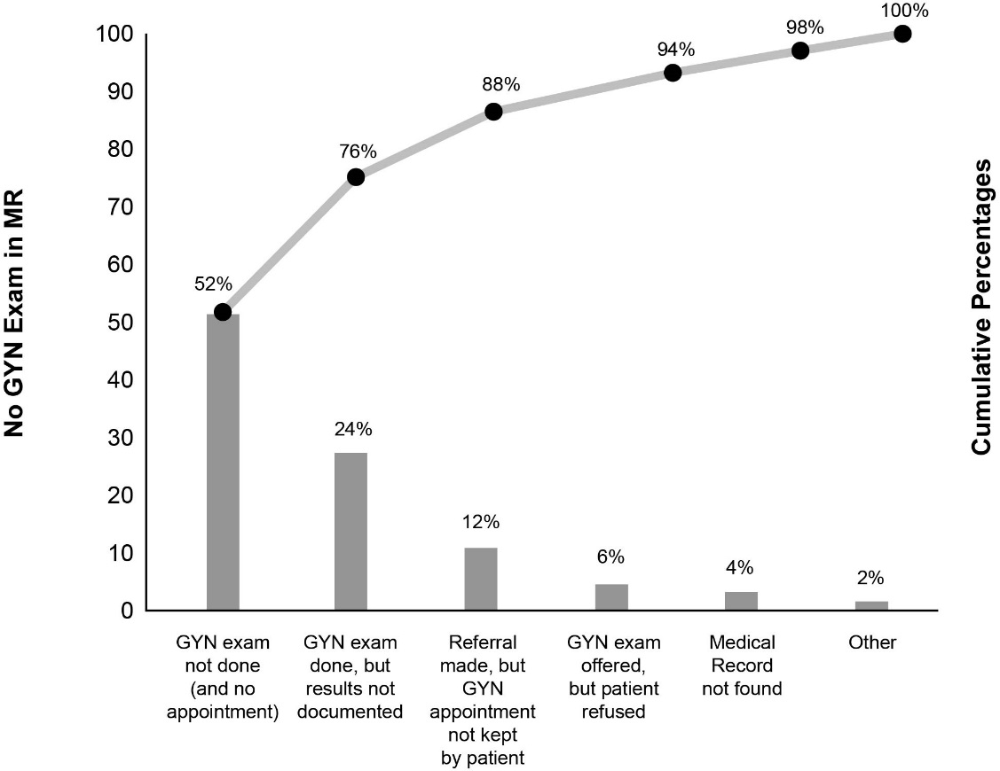 100%
98%
94%
88%
76%
52%
24%
12%
6%
4%
2%
100
90
80
70
60
50
40
30
20
10
0
No GYN Exam in MR
Cumulative Percentages
GYN exam
not done
(and no
appointment)
GYN exam
done, but
results not
documented
Referral
made, but
GYN
appointment
not kept
by patient
GYN exam
offered,
but patient
refused
Medical
Record
not found
Other